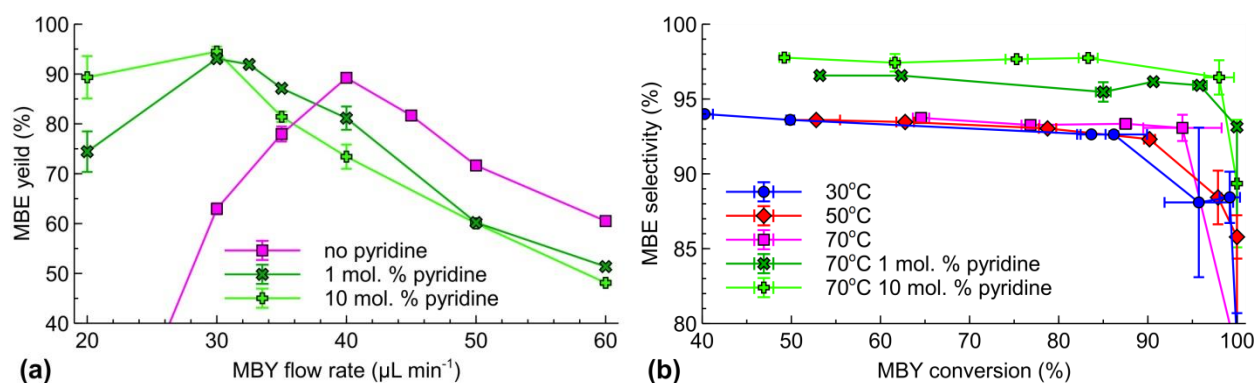 100
90
80
70
60
50
40
MBE yeild (%)
no pyridine
1 mol. % pyridine
10 mol. % pyridine
20 30 40 50 60
MBY flow rate (µL min⁻¹)
(a)
100
95
90
85
80
MBE selectivity (%)
30°C
50°C
70°C
70°C 1 mol. % pyridine
70°C 10 mol. % pyridine
40 50 60 70 80 90 100
MBY conversion (%)
(b)